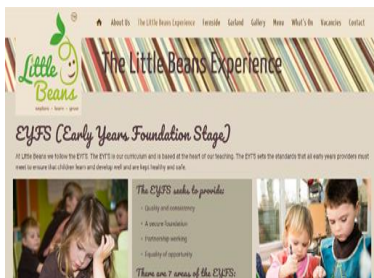 About Us The Little Beans Experience Fernside Garland Gallery Menu What's On Vacancies Contact
Little Beans
explore - learn - grow
The Little Beans Experience
EYFS (Early Years Foundation Stage)
At Little Beans we follow the EYFS. The EYFS is our curriculum and is based at the heart of our teaching. The EYFS sets the standards that all early years providers must
meet to ensure that children learn and develop well and are kept healthy and safe.
The EYFS seeks to provide:
- Quality and consistency
- A secure foundation
- Partnership working
- Equality of opportunity
There are 7 areas of the EYFS: